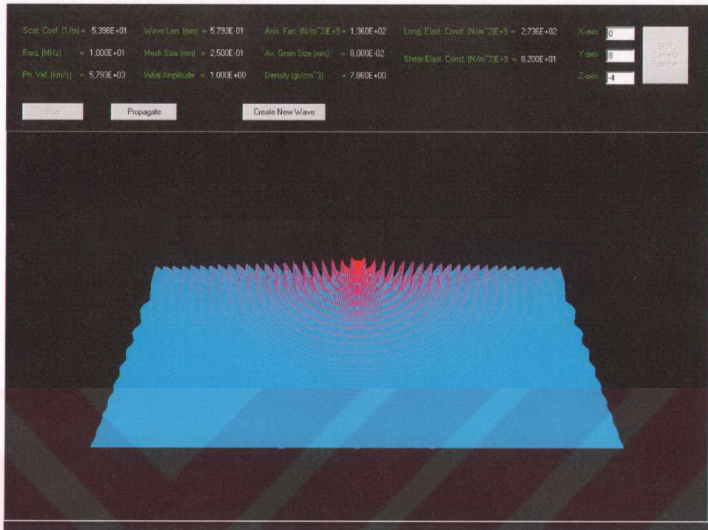 Scat. Coef. (1/m) = 5.398E+01 Wave Len. (mm) = 5.793E-01 Anis. Fac. (N/m^2)E+9 = 1.360E+02 Long. Elast. Const. (N/m^2)E+9 = 2.736E+02 X-axis 0
Freq. (MHz) = 1.000E+01 Mesh Size (mm) = 2.500E-01 Av. Grain Size (mm) = 8.000E-02 Shear Elast. Const. (N/m^2)E+9 = 8.200E+01 Y-axis 8
Ph. Vel. (km/s) = 5.793E+03 Initial Amplitude = 1.000E+00 Density (gr/cm^3) = 7.860E+00 Z-axis -4
Camera
Position
Stop Propagate Create New Wave